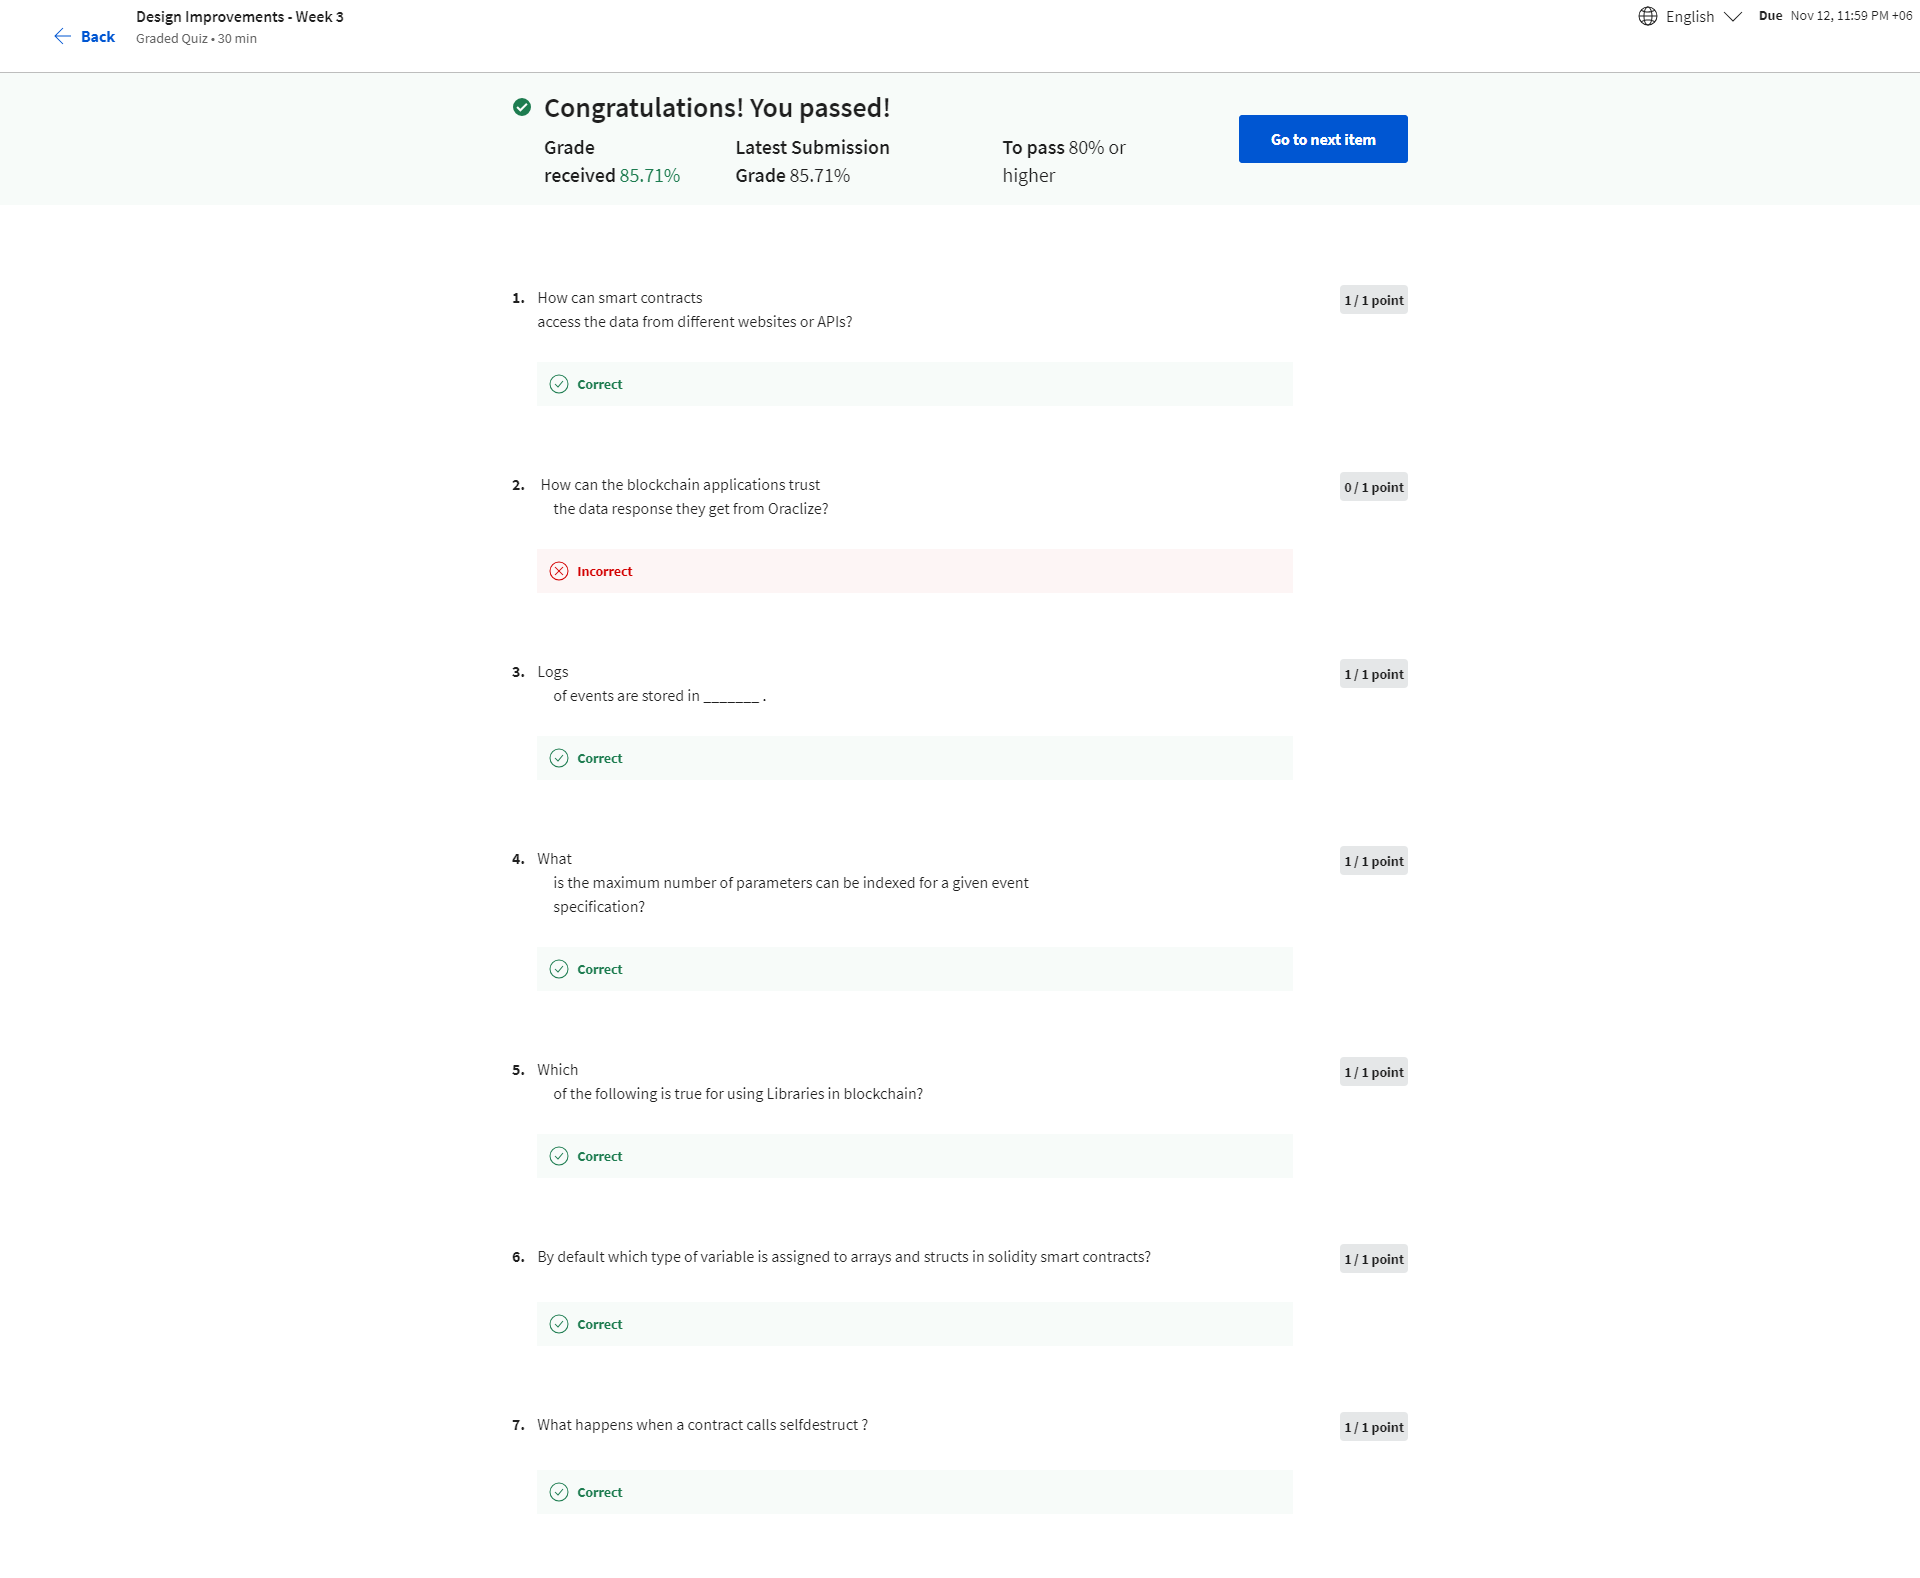 Back
Design Improvements - Week 3
Graded Quiz • 30 min
English
Due Nov 12, 11:59 PM +06
Congratulations! You passed!
Grade
received 85.71%
Latest Submission
Grade 85.71%
To pass 80% or
higher
Go to next item
1. How can smart contracts
access the data from different websites or APIs?
1 / 1 point
Correct
2. How can the blockchain applications trust
the data response they get from Oraclize?
0 / 1 point
Incorrect
3. Logs
of events are stored in _______ .
1 / 1 point
Correct
4. What
is the maximum number of parameters can be indexed for a given event
specification?
1 / 1 point
Correct
5. Which
of the following is true for using Libraries in blockchain?
1 / 1 point
Correct
6. By default which type of variable is assigned to arrays and structs in solidity smart contracts?
1 / 1 point
Correct
7. What happens when a contract calls selfdestruct ?
1 / 1 point
Correct